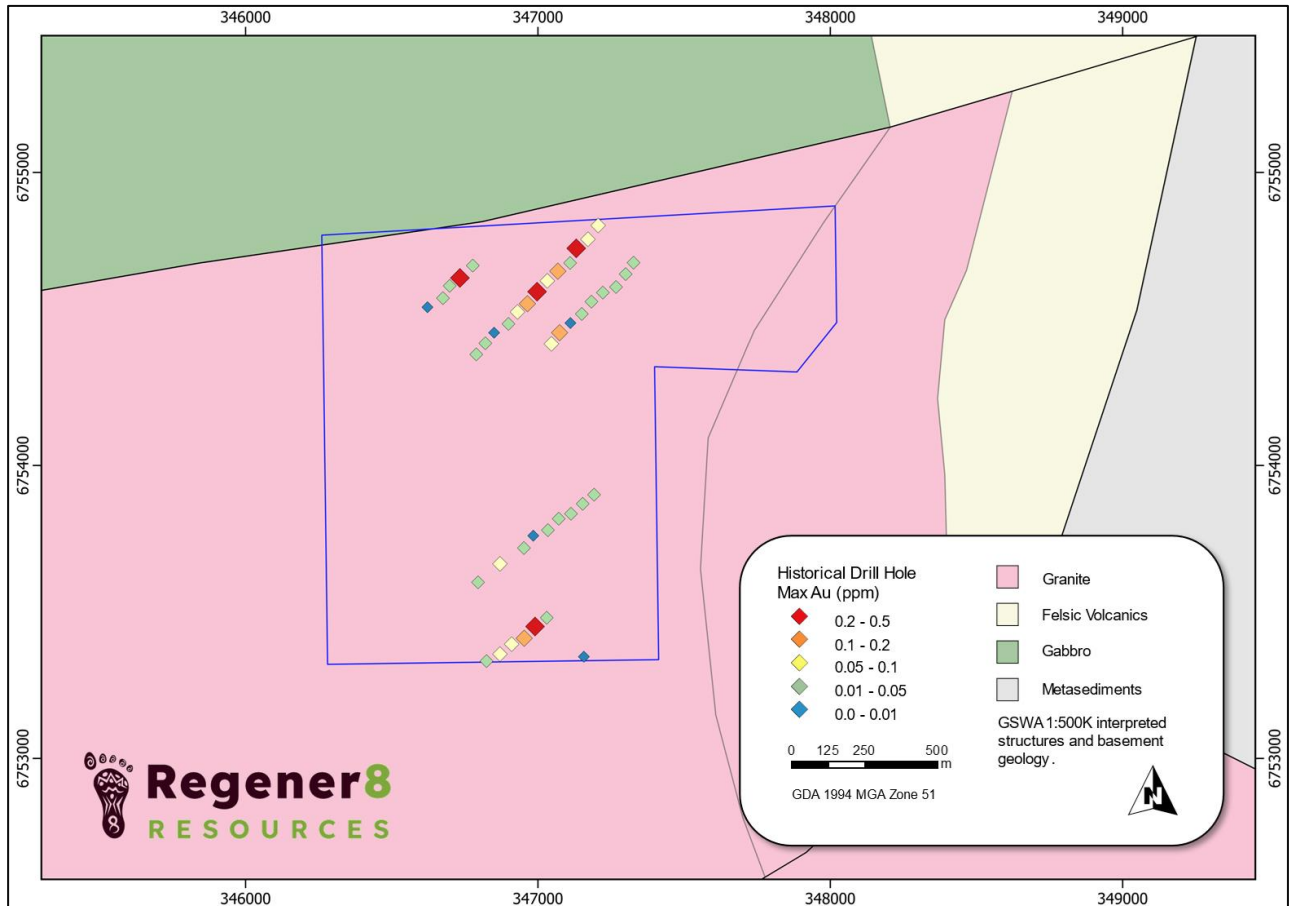 346000
347000
348000
349000
6755000
6755000
6754000
6754000
6753000
6753000
Historical Drill Hole
Max Au (ppm)
0.2 - 0.5
0.1 - 0.2
0.05 - 0.1
0.01 - 0.05
0.0 - 0.01
0 125 250 500
m
GDA 1994 MGA Zone 51
Granite
Felsic Volcanics
Gabbro
Metasediments
GSWA 1:500K interpreted
structures and basement
geology.
N
8
Regener8
RESOURCES
346000
347000
348000
349000